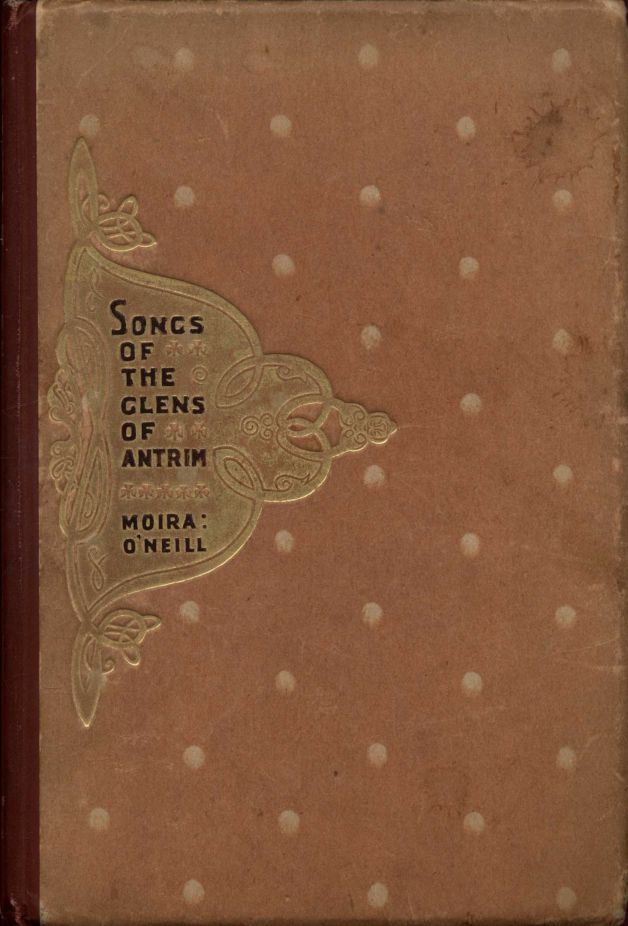 SONGS
OF
THE
GLENS
OF
ANTRIM
MOIRA:
O'NEILL